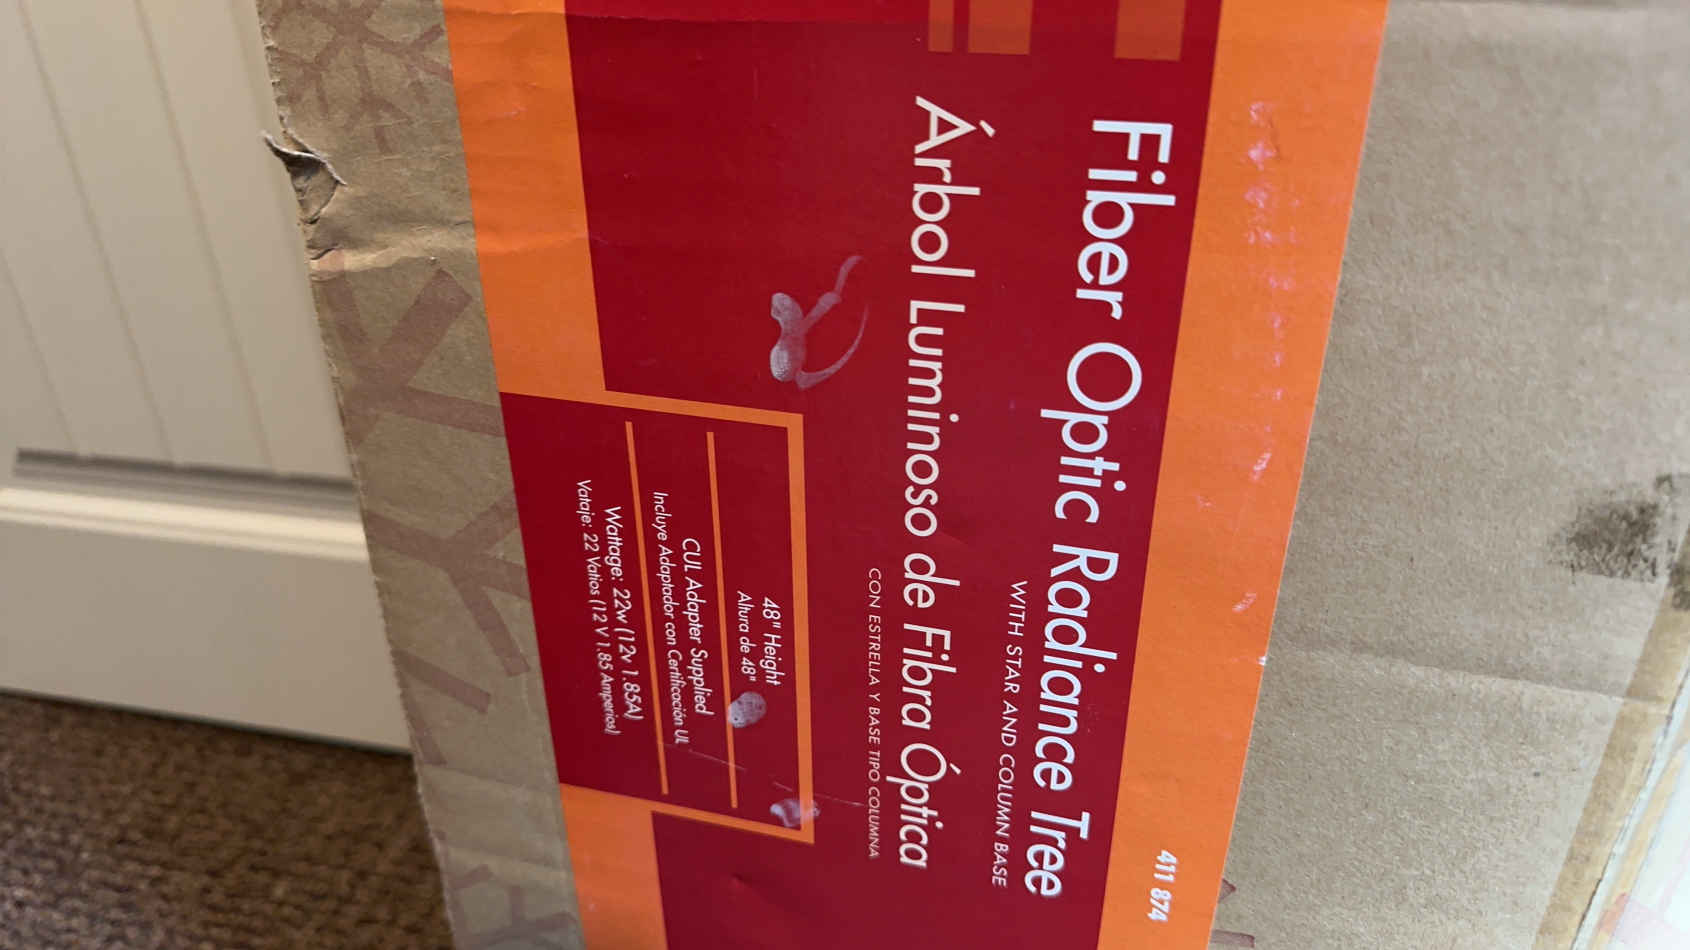 411 874
Fiber Optic Radiance Tree
WITH STAR AND COLUMN BASE
Árbol Luminoso de Fibra Óptica
CON ESTRELLA Y BASE TIPO COLUMNA
48" Height
Altura de 48"
CUL Adapter Supplied
Incluye Adaptador con Certificación UL
Wattage: 22w (12v 1.85A)
Vataje: 22 Vatios (12 V 1.85 Amperios)